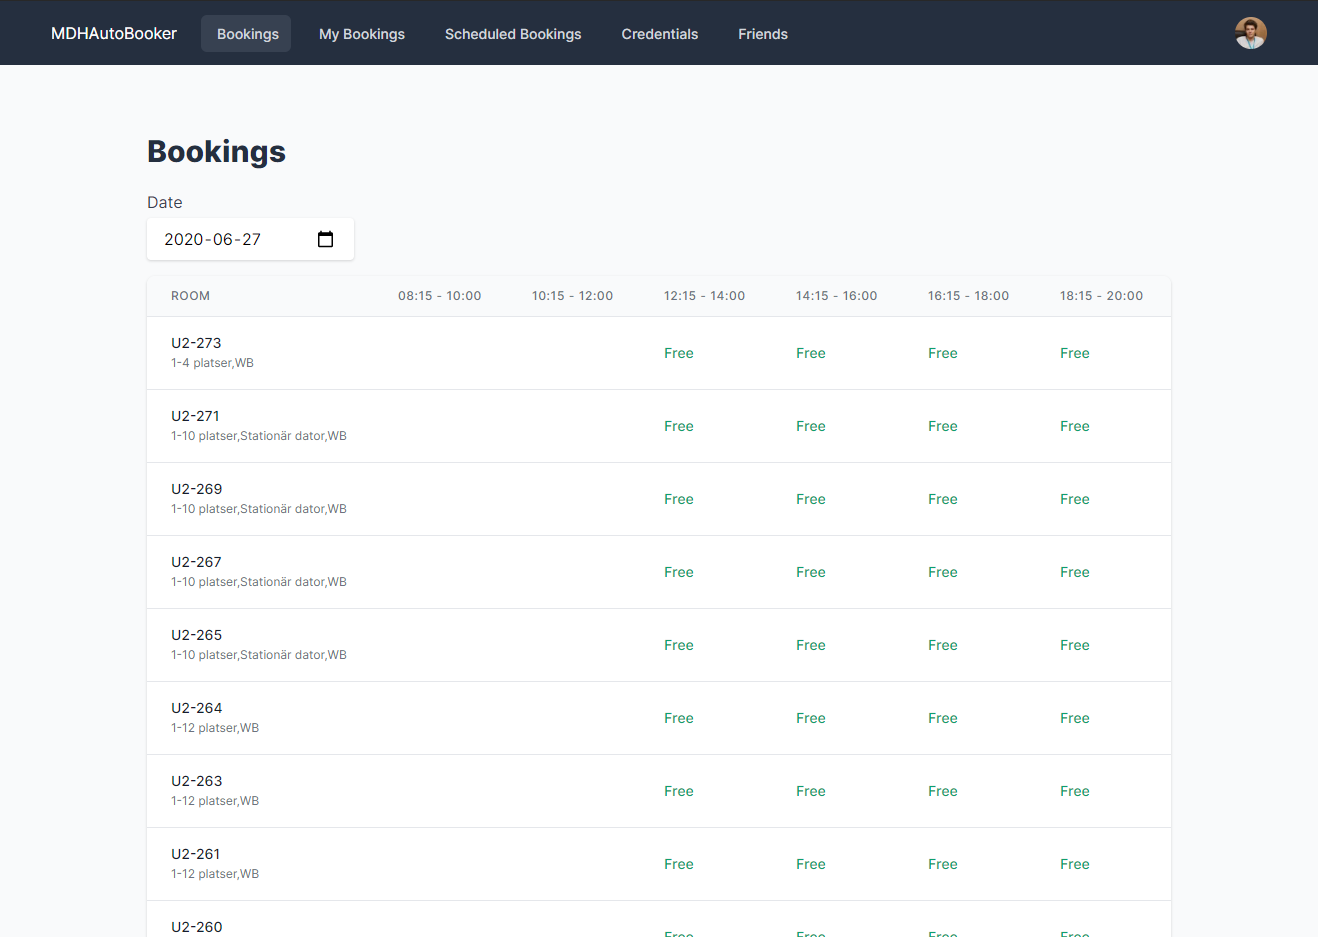 MDHAutoBooker Bookings My Bookings Scheduled Bookings Credentials Friends
Bookings
Date
2020-06-27
ROOM 08:15 - 10:00 10:15 - 12:00 12:15 - 14:00 14:15 - 16:00 16:15 - 18:00 18:15 - 20:00
U2-273
1-4 platser,WB
Free Free Free Free
U2-271
1-10 platser,Stationär dator,WB
Free Free Free Free
U2-269
1-10 platser,Stationär dator,WB
Free Free Free Free
U2-267
1-10 platser,Stationär dator,WB
Free Free Free Free
U2-265
1-10 platser,Stationär dator,WB
Free Free Free Free
U2-264
1-12 platser,WB
Free Free Free Free
U2-263
1-12 platser,WB
Free Free Free Free
U2-261
1-12 platser,WB
Free Free Free Free
U2-260
Free Free Free Free